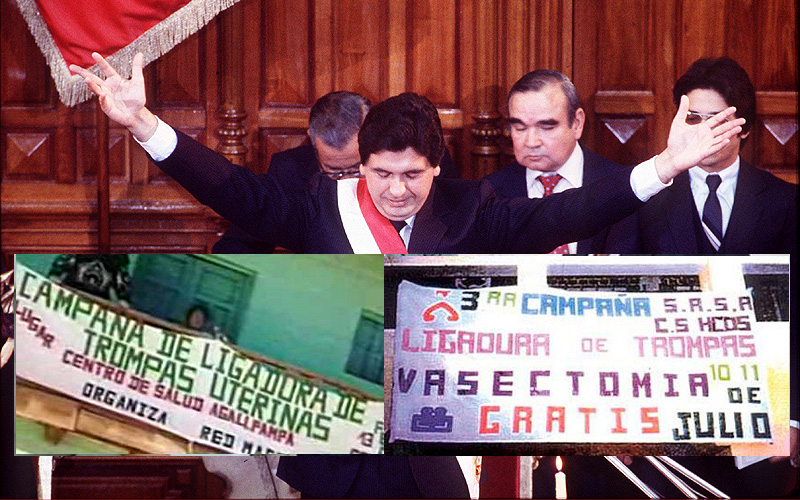 CAMPAÑA DE LIGADURA DE
TROMPAS UTERINAS
LUGAR CENTRO DE SALUD AGALLPAMPA
ORGANIZA RED
3 RA CAMPAÑA S.R.S.A
C.S HCOS
LIGADURA DE TROMPAS
VASECTOMIA 10 11 DE
GRATIS JULIO